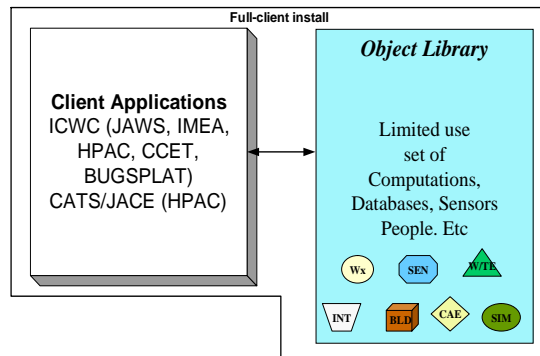 Full-client install
Client Applications
ICWC (JAWS, IMEA,
HPAC, CCET,
BUGSPLAT)
CATS/JACE (HPAC)
Object Library
Limited use
set of
Computations,
Databases, Sensors
People. Etc
Wx
SEN
W/TE
INT
BLD
CAE
SIM